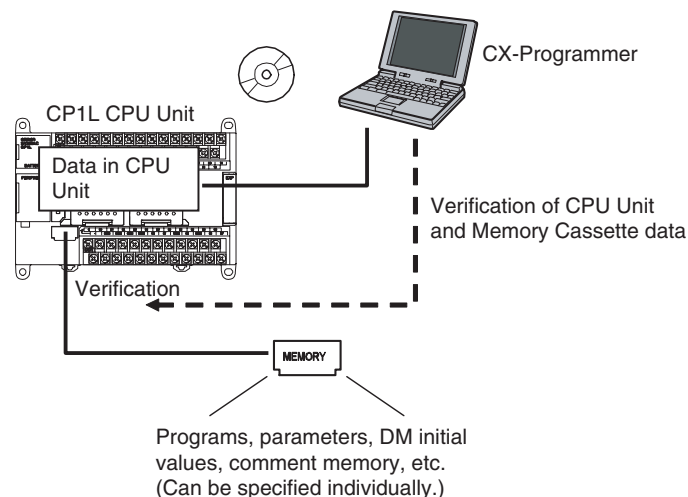 CX-Programmer
CP1L CPU Unit
Data in CPU
Unit
Verification of CPU Unit
and Memory Cassette data
Verification
MEMORY
Programs, parameters, DM initial
values, comment memory, etc.
(Can be specified individually.)